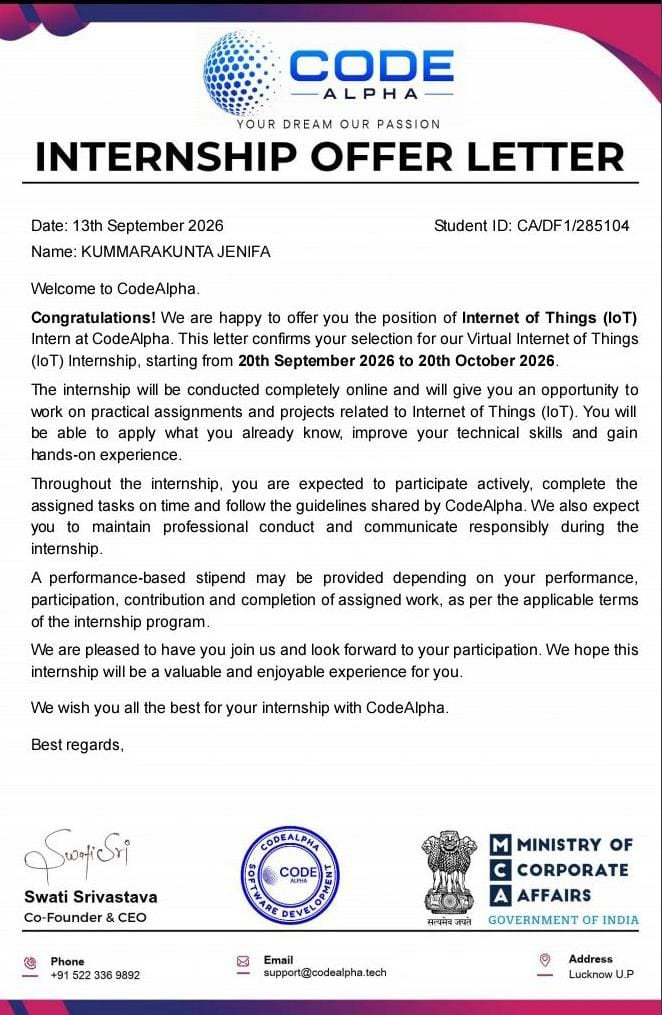 CODE
ALPHA
YOUR DREAM OUR PASSION
INTERNSHIP OFFER LETTER
Date: 13th September 2026 Student ID: CA/DF1/285104
Name: KUMMARAKUNTA JENIFA
Welcome to CodeAlpha.
Congratulations! We are happy to offer you the position of Internet of Things (IoT)
Intern at CodeAlpha. This letter confirms your selection for our Virtual Internet of Things
(IoT) Internship, starting from 20th September 2026 to 20th October 2026.
The internship will be conducted completely online and will give you an opportunity to
work on practical assignments and projects related to Internet of Things (IoT). You will
be able to apply what you already know, improve your technical skills and gain
hands-on experience.
Throughout the internship, you are expected to participate actively, complete the
assigned tasks on time and follow the guidelines shared by CodeAlpha. We also expect
you to maintain professional conduct and communicate responsibly during the
internship.
A performance-based stipend may be provided depending on your performance,
participation, contribution and completion of assigned work, as per the applicable terms
of the internship program.
We are pleased to have you join us and look forward to your participation. We hope this
internship will be a valuable and enjoyable experience for you.
We wish you all the best for your internship with CodeAlpha.
Best regards,
SwatiSri
Swati Srivastava
Co-Founder & CEO
CODEALPHA
CODE
ALPHA
SOFTWARE DEVELOPMENT
सत्यमेव जयते
M MINISTRY OF
C CORPORATE
A AFFAIRS
GOVERNMENT OF INDIA
Phone
+91 522 336 9892
Email
support@codealpha.tech
Address
Lucknow U.P